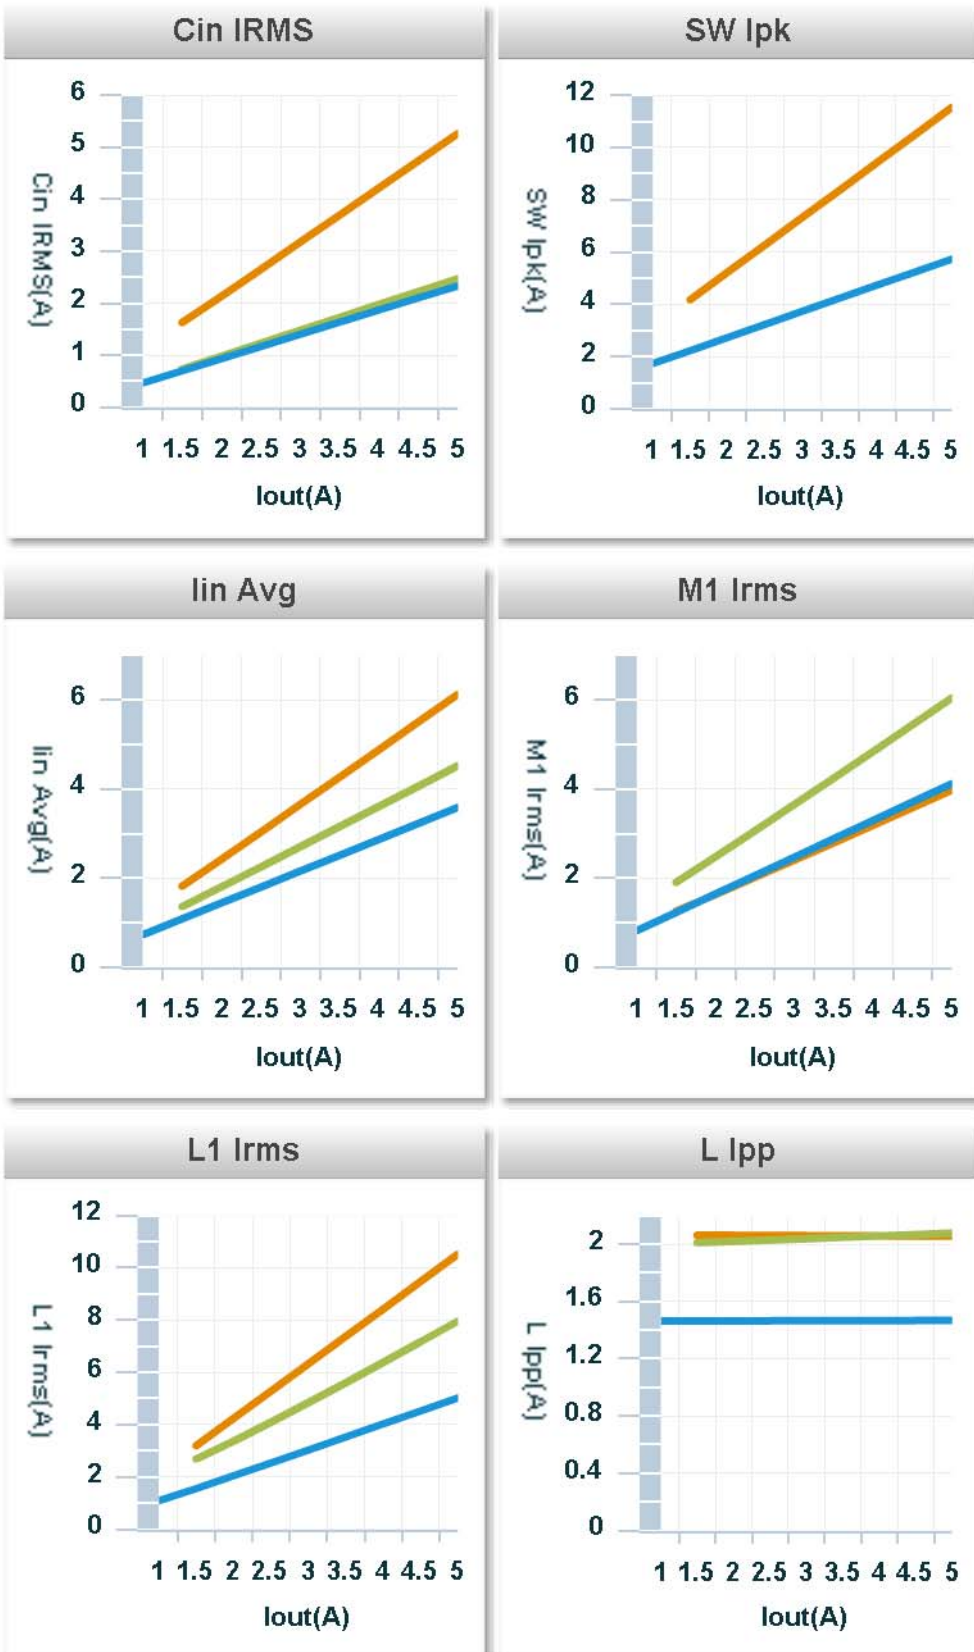 Cin IRMS
6
5
4
3
2
1
0
Cin IRMS(A)
1 1.5 2 2.5 3 3.5 4 4.5 5
Iout(A)
SW Ipk
12
10
8
6
4
2
0
SW Ipk(A)
1 1.5 2 2.5 3 3.5 4 4.5 5
Iout(A)
Iin Avg
6
4
2
0
Iin Avg(A)
1 1.5 2 2.5 3 3.5 4 4.5 5
Iout(A)
M1 Irms
6
4
2
0
M1 Irms(A)
1 1.5 2 2.5 3 3.5 4 4.5 5
Iout(A)
L1 Irms
12
10
8
6
4
2
0
L1 Irms(A)
1 1.5 2 2.5 3 3.5 4 4.5 5
Iout(A)
L Ipp
2
1.6
1.2
0.8
0.4
0
L Ipp(A)
1 1.5 2 2.5 3 3.5 4 4.5 5
Iout(A)